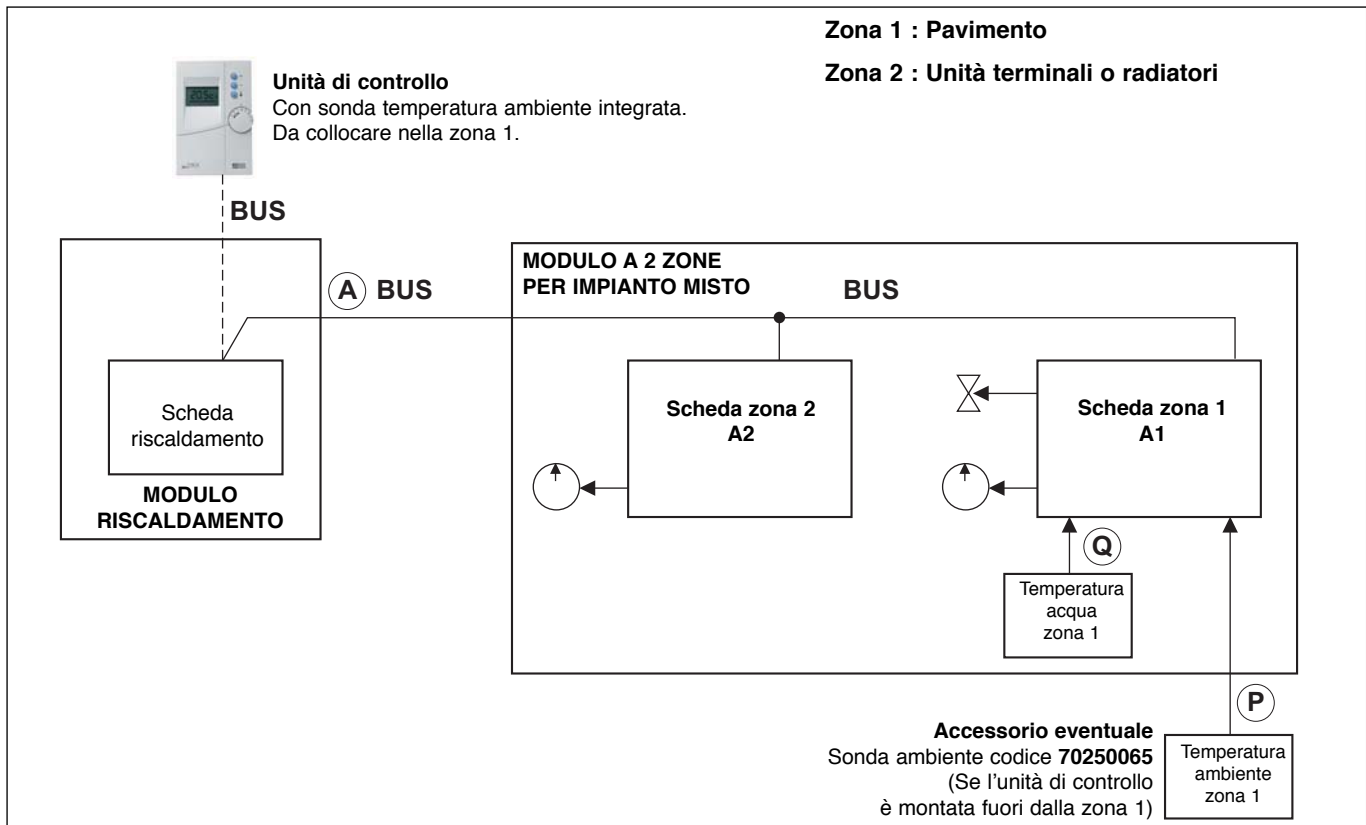 Zona 1 : Pavimento
Zona 2 : Unità terminali o radiatori
Unità di controllo
Con sonda temperatura ambiente integrata.
Da collocare nella zona 1.
BUS
A BUS
MODULO A 2 ZONE
PER IMPIANTO MISTO
BUS
Scheda
riscaldamento
MODULO
RISCALDAMENTO
Scheda zona 2
A2
Scheda zona 1
A1
Q
Temperatura
acqua
zona 1
P
Accessorio eventuale
Sonda ambiente codice 70250065
(Se l'unità di controllo
è montata fuori dalla zona 1)
Temperatura
ambiente
zona 1